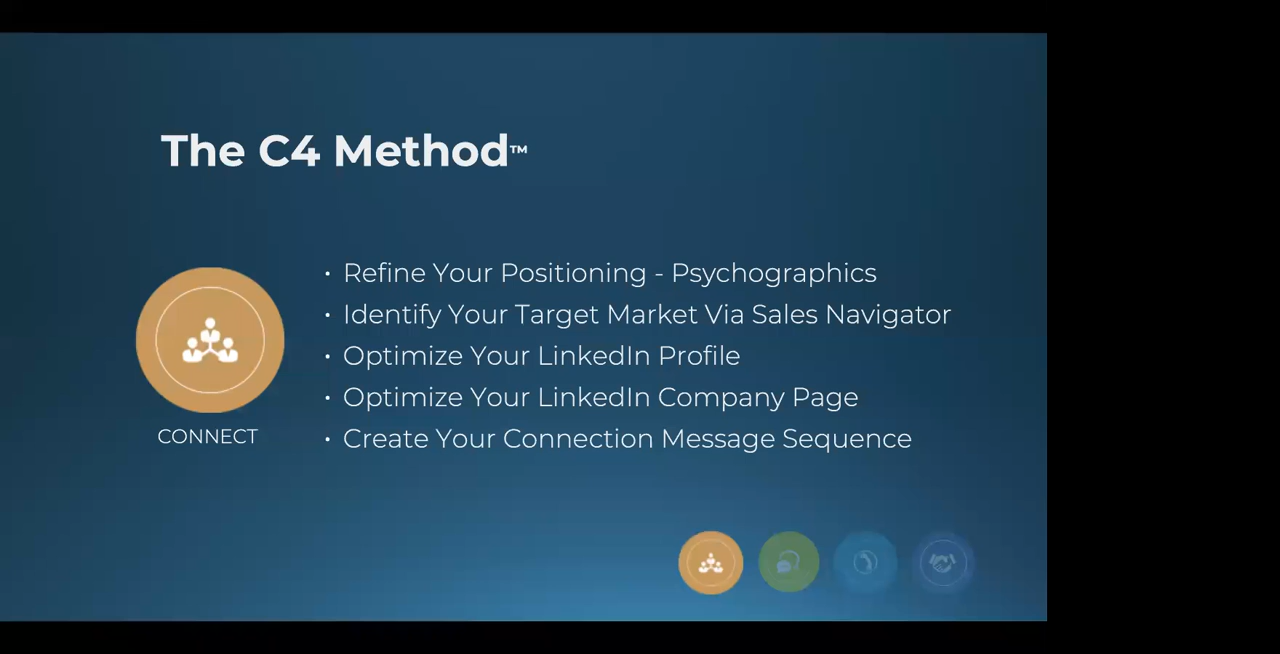 The C4 Method™
• Refine Your Positioning - Psychographics
• Identify Your Target Market Via Sales Navigator
• Optimize Your LinkedIn Profile
• Optimize Your LinkedIn Company Page
• Create Your Connection Message Sequence
CONNECT